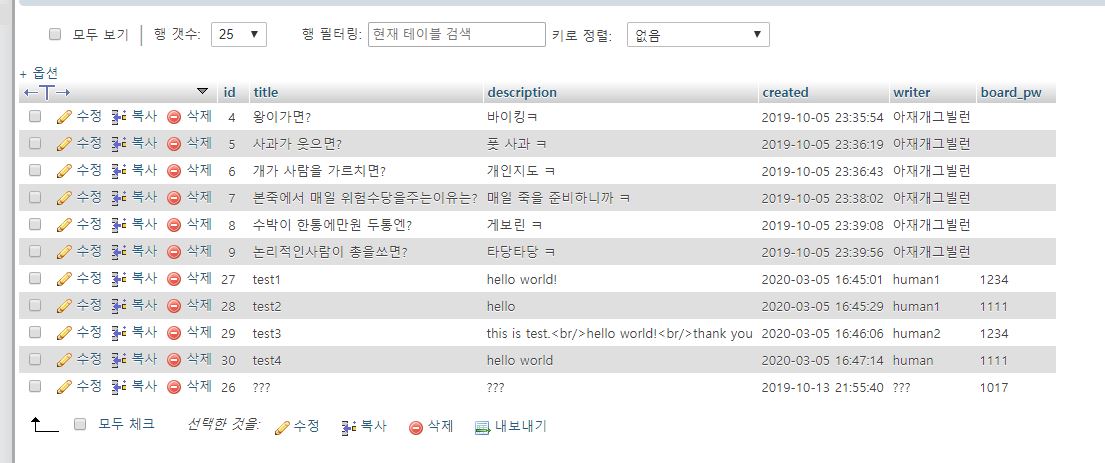 모두 보기 행 갯수: 25 행 필터링: 현재 테이블 검색 키로 정렬: 없음
+ 옵션
←T→ id title description created writer board_pw
수정 복사 삭제 4 왕이가면? 바이킹ㅋ 2019-10-05 23:35:54 아재개그빌런
수정 복사 삭제 5 사과가 웃으면? 풋 사과 ㅋ 2019-10-05 23:36:19 아재개그빌런
수정 복사 삭제 6 개가 사람을 가르치면? 개인지도 ㅋ 2019-10-05 23:36:43 아재개그빌런
수정 복사 삭제 7 본죽에서 매일 위험수당을주는이유는? 매일 죽을 준비하니까 ㅋ 2019-10-05 23:38:02 아재개그빌런
수정 복사 삭제 8 수박이 한통에만원 두통엔? 게보린 ㅋ 2019-10-05 23:39:08 아재개그빌런
수정 복사 삭제 9 논리적인사람이 총을쏘면? 타당타당 ㅋ 2019-10-05 23:39:56 아재개그빌런
수정 복사 삭제 27 test1 hello world! 2020-03-05 16:45:01 human1 1234
수정 복사 삭제 28 test2 hello 2020-03-05 16:45:29 human1 1111
수정 복사 삭제 29 test3 this is test.<br/>hello world!<br/>thank you 2020-03-05 16:46:06 human2 1234
수정 복사 삭제 30 test4 hello world 2020-03-05 16:47:14 human 1111
수정 복사 삭제 26 ??? ??? 2019-10-13 21:55:40 ??? 1017
모두 체크 선택한 것을: 수정 복사 삭제 내보내기